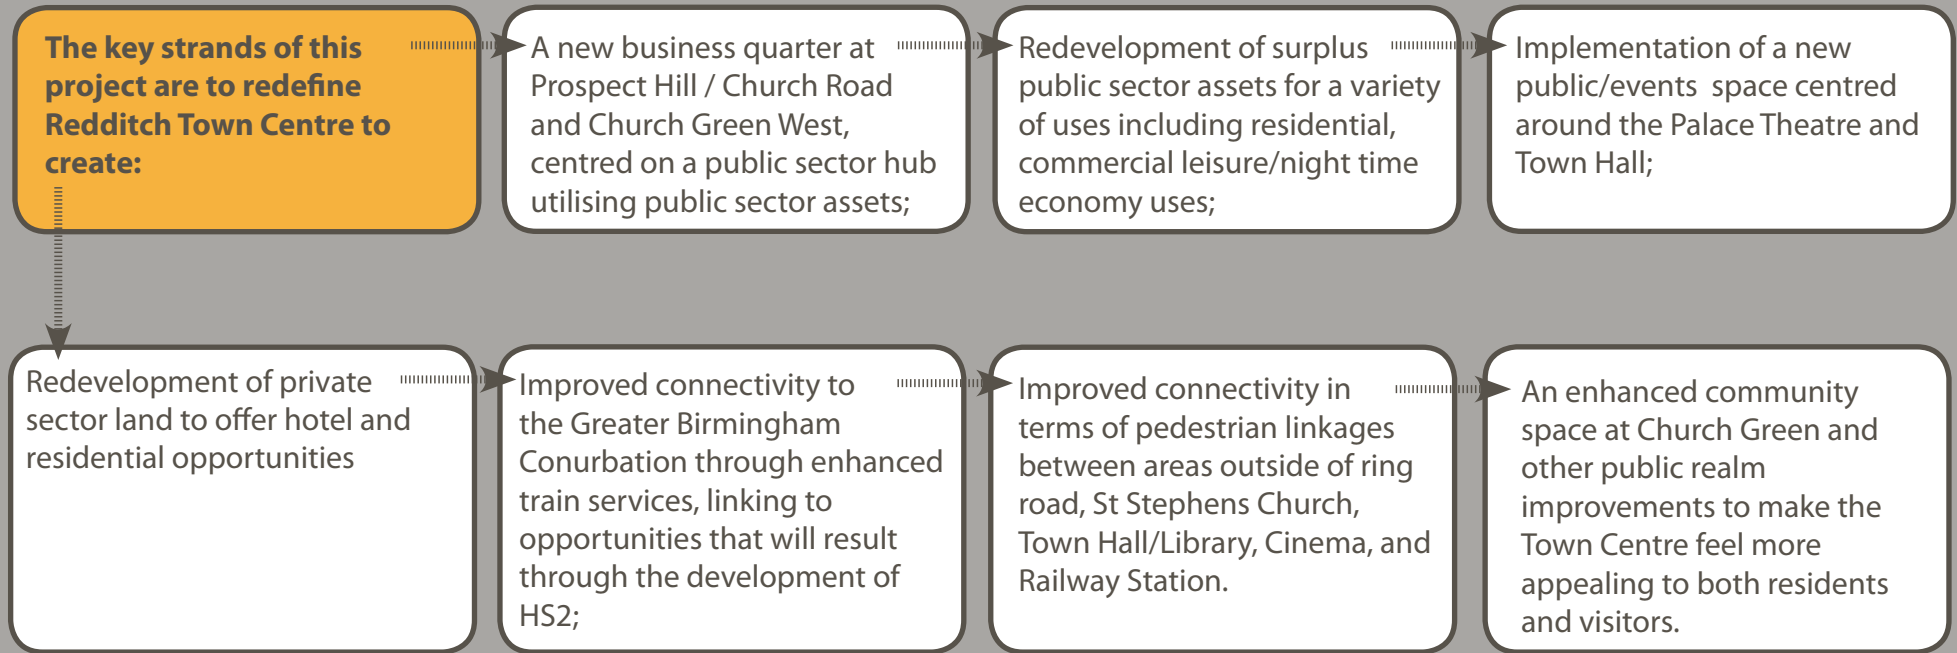 The key strands of this
project are to redefine
Redditch Town Centre to
create:
A new business quarter at
Prospect Hill / Church Road
and Church Green West,
centred on a public sector hub
utilising public sector assets;
Redevelopment of surplus
public sector assets for a variety
of uses including residential,
commercial leisure/night time
economy uses;
Implementation of a new
public/events space centred
around the Palace Theatre and
Town Hall;
Redevelopment of private
sector land to offer hotel and
residential opportunities
Improved connectivity to
the Greater Birmingham
Conurbation through enhanced
train services, linking to
opportunities that will result
through the development of
HS2;
Improved connectivity in
terms of pedestrian linkages
between areas outside of ring
road, St Stephens Church,
Town Hall/Library, Cinema, and
Railway Station.
An enhanced community
space at Church Green and
other public realm
improvements to make the
Town Centre feel more
appealing to both residents
and visitors.